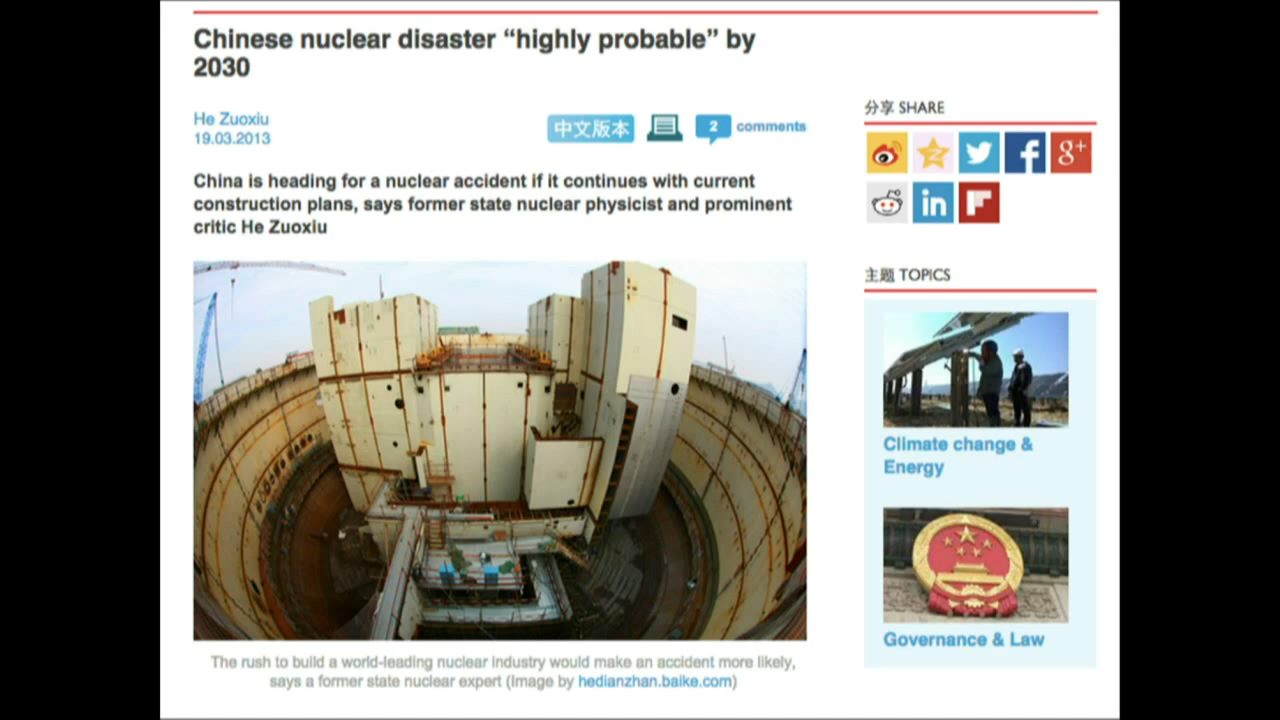 Chinese nuclear disaster “highly probable” by
2030
He Zuoxiu
19.03.2013
中文版本
2
comments
China is heading for a nuclear accident if it continues with current
construction plans, says former state nuclear physicist and prominent
critic He Zuoxiu
The rush to build a world-leading nuclear industry would make an accident more likely,
says a former state nuclear expert (Image by hedianzhan.baike.com)
分享 SHARE
g+
in
主题 TOPICS
Climate change &
Energy
Governance & Law